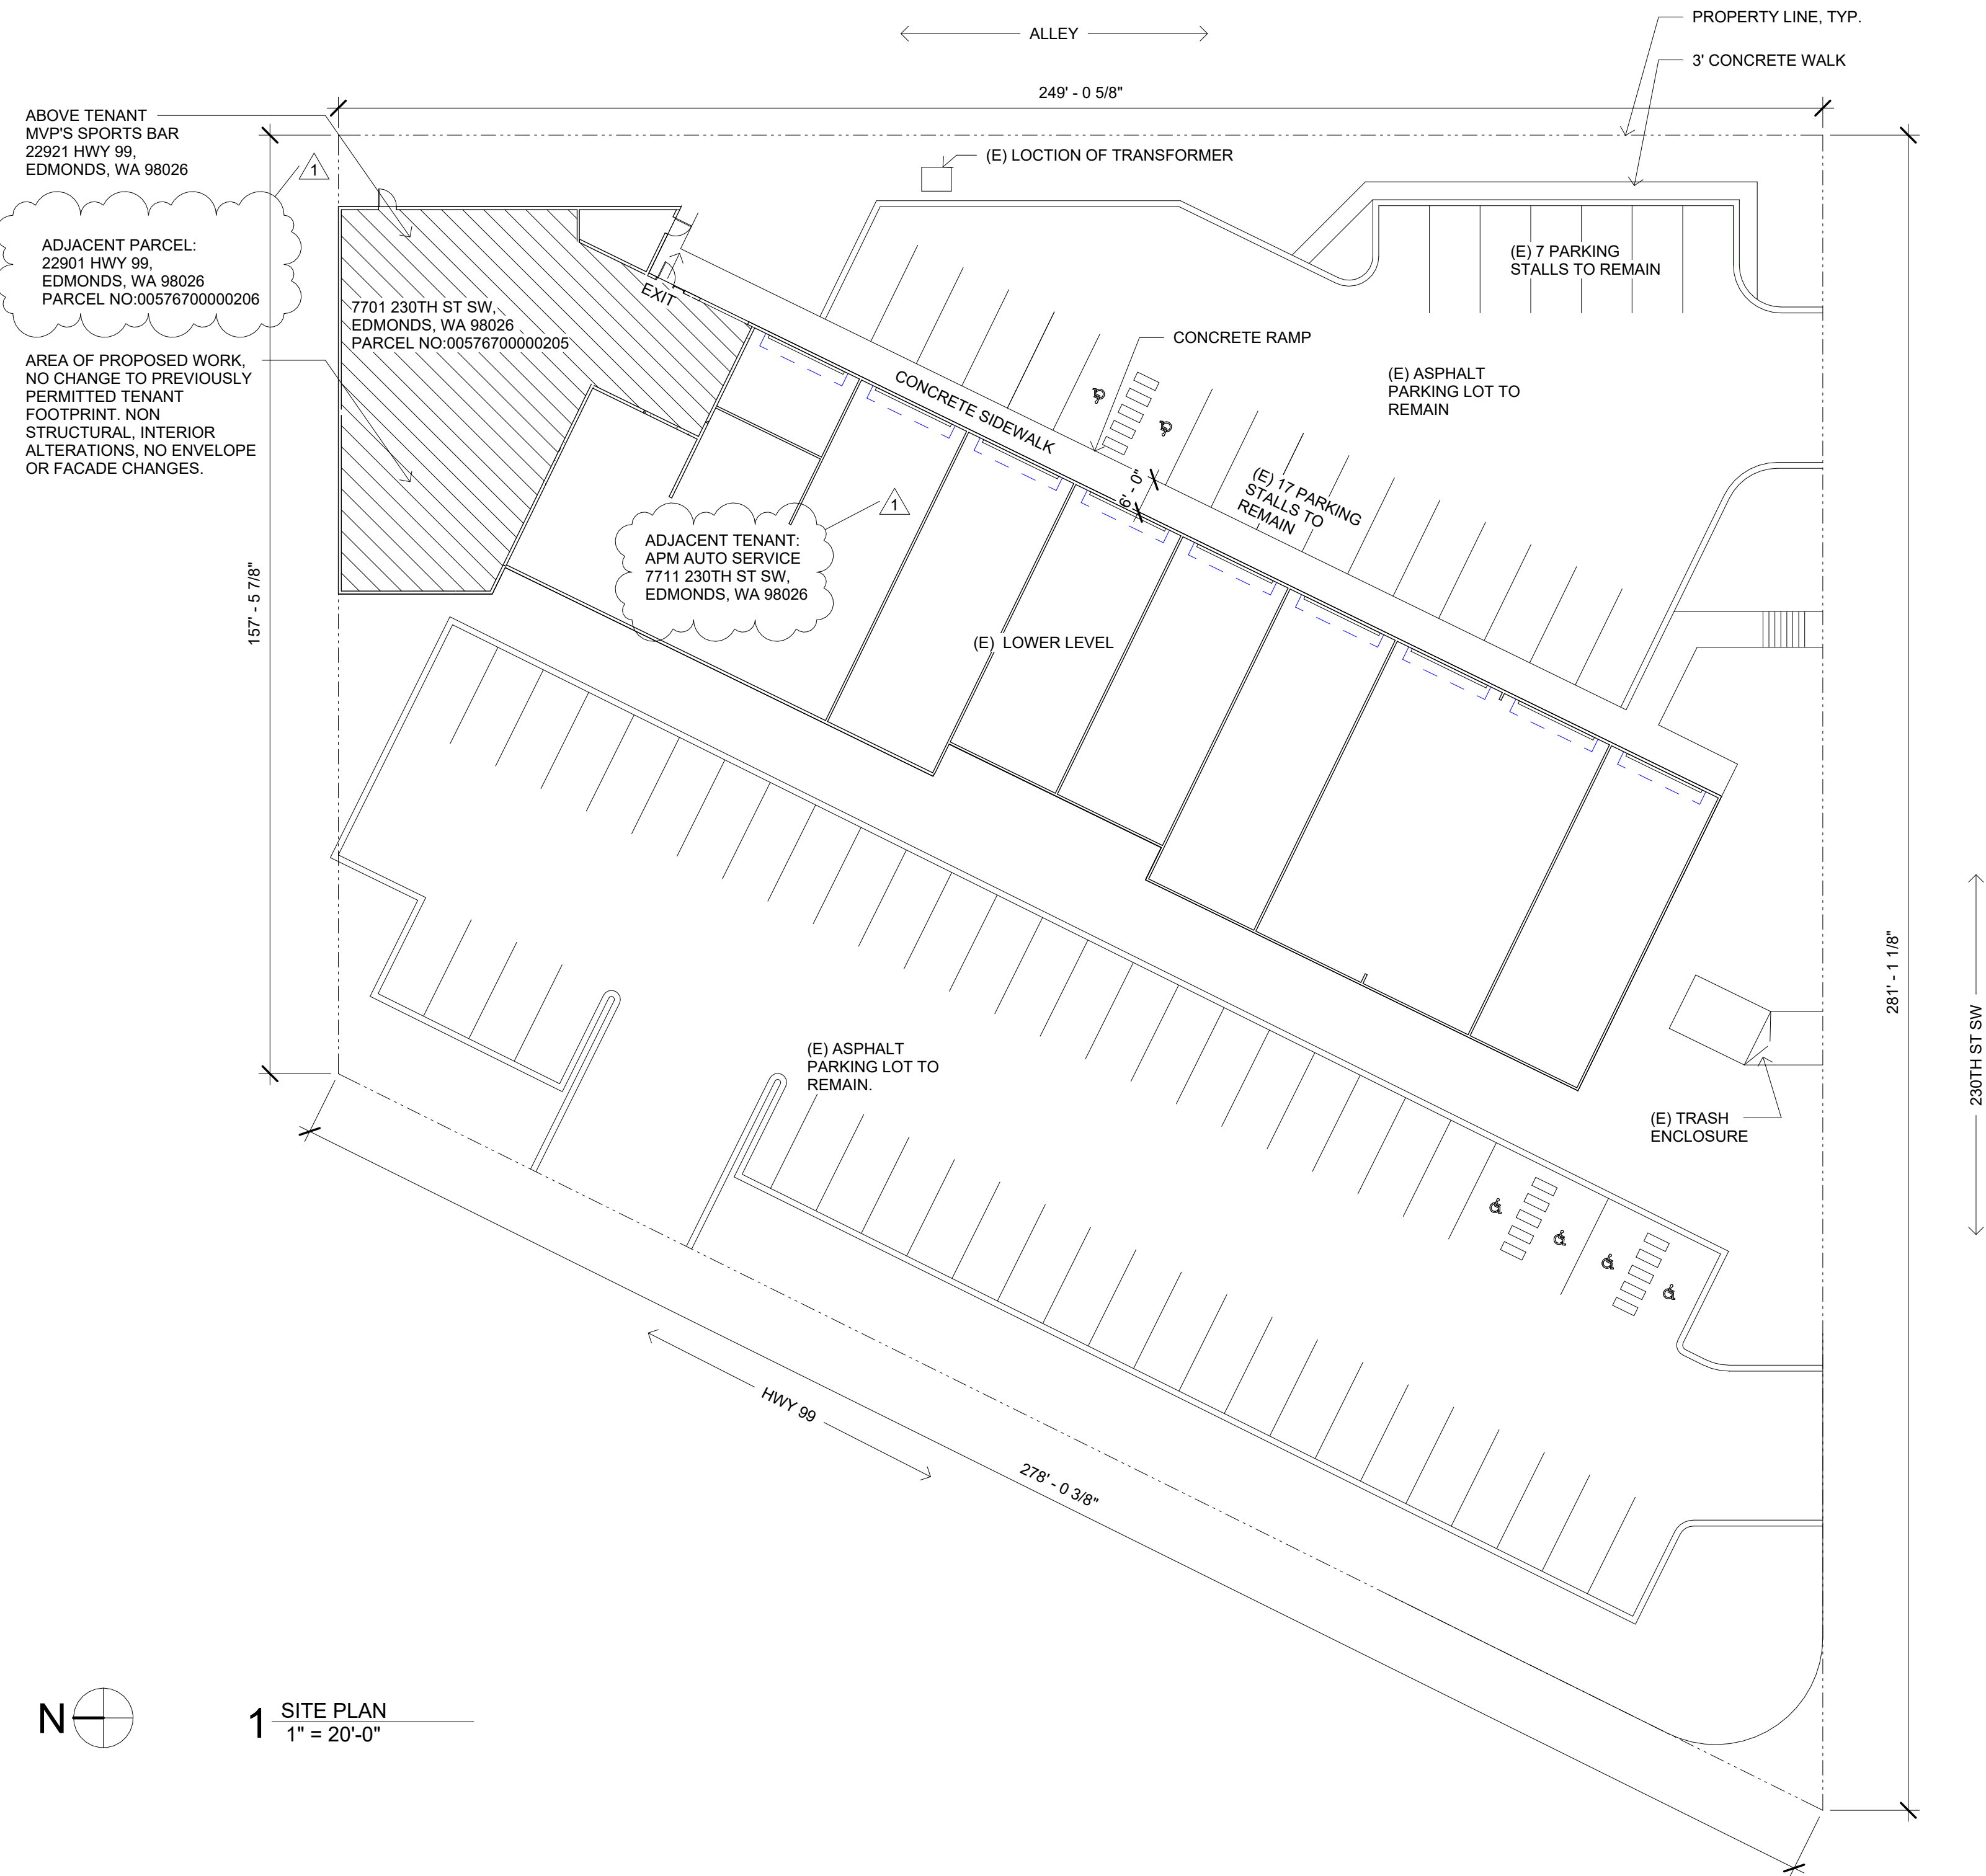 ALLEY
PROPERTY LINE, TYP.
3' CONCRETE WALK
249' - 0 5/8"
ABOVE TENANT
MVP'S SPORTS BAR
22921 HWY 99,
EDMONDS, WA 98026
1
(E) LOCTION OF TRANSFORMER
ADJACENT PARCEL:
22901 HWY 99,
EDMONDS, WA 98026
PARCEL NO:00576700000206
(E) 7 PARKING
STALLS TO REMAIN
EXIT
7701 230TH ST SW,
EDMONDS, WA 98026
PARCEL NO:00576700000205
CONCRETE RAMP
AREA OF PROPOSED WORK,
NO CHANGE TO PREVIOUSLY
PERMITTED TENANT
FOOTPRINT. NON
STRUCTURAL, INTERIOR
ALTERATIONS, NO ENVELOPE
OR FACADE CHANGES.
CONCRETE SIDEWALK
(E) ASPHALT
PARKING LOT TO
REMAIN
6' - 0"
(E) 17 PARKING
STALLS TO
REMAIN
1
ADJACENT TENANT:
APM AUTO SERVICE
7711 230TH ST SW,
EDMONDS, WA 98026
157' - 5 7/8"
(E) LOWER LEVEL
281' - 1 1/8"
230TH ST SW
(E) ASPHALT
PARKING LOT TO
REMAIN.
(E) TRASH
ENCLOSURE
HWY 99
278' - 0 3/8"
N
1
SITE PLAN
1" = 20'-0"